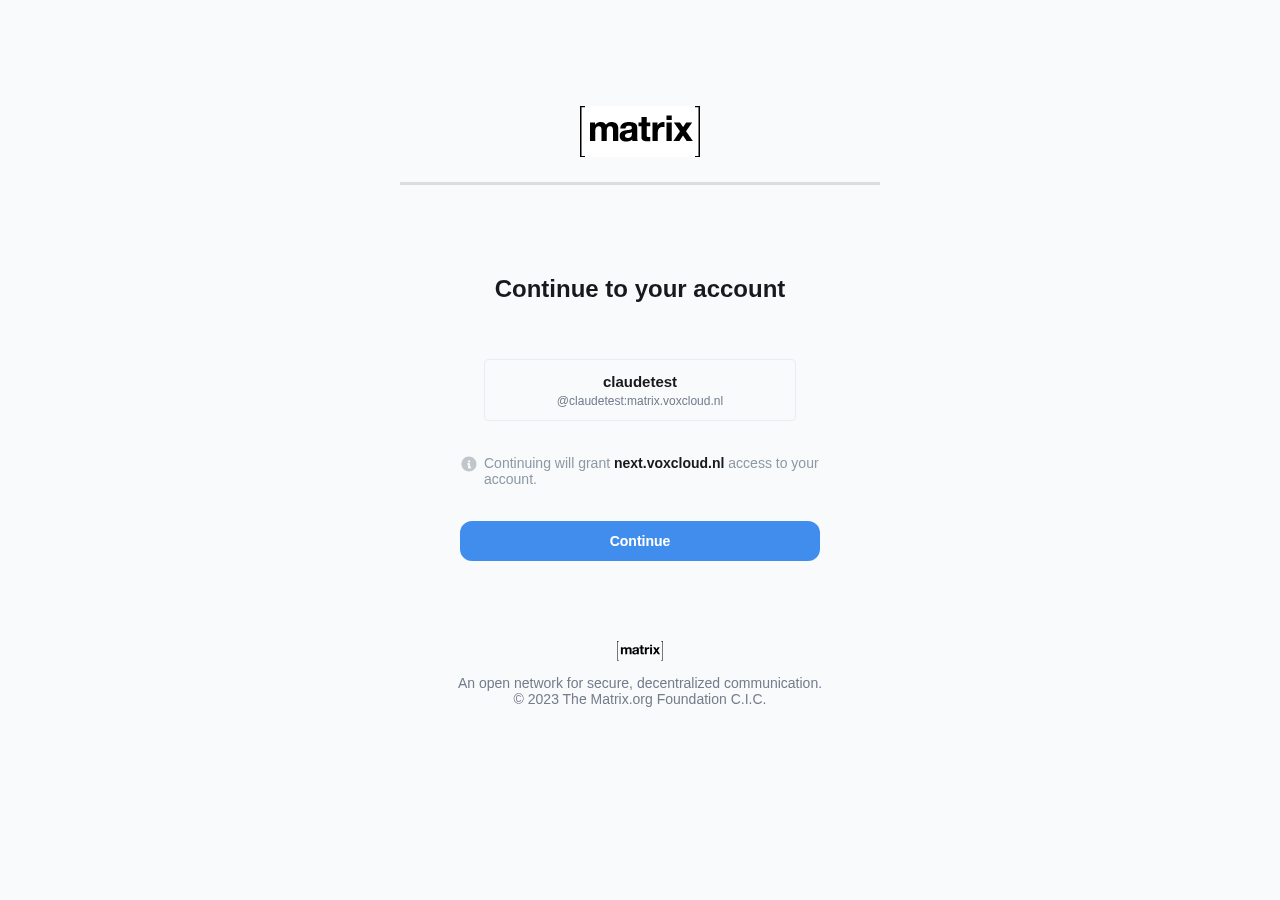 [matrix]
Continue to your account
claudetest
@claudetest:matrix.voxcloud.nl
Continuing will grant next.voxcloud.nl access to your
account.
Continue
[matrix]
An open network for secure, decentralized communication.
© 2023 The Matrix.org Foundation C.I.C.